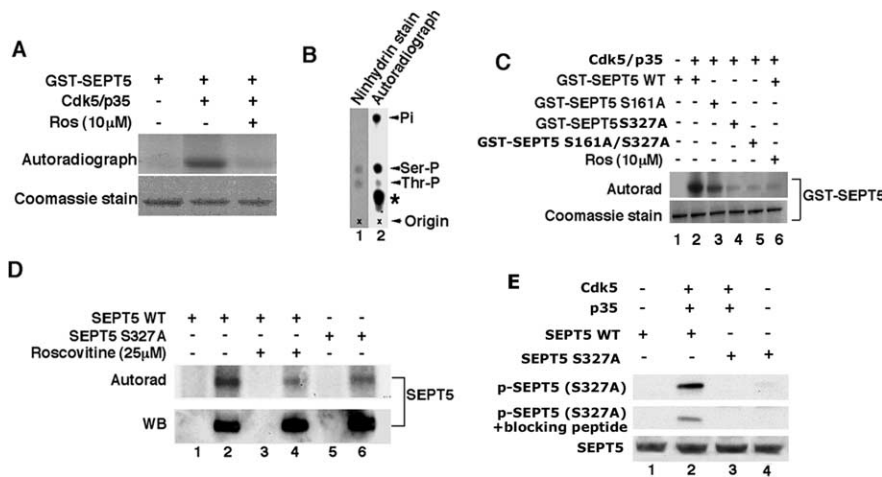 A
GST-SEPT5 + + +
Cdk5/p35 - + +
Ros (10µM) - - +
Autoradiograph
Coomassie stain
B
Ninhydrin stain
Autoradiograph
Pi
Ser-P
Thr-P
*
x x Origin
1 2
C
Cdk5/p35 - + + + + +
GST-SEPT5 WT + + - - - +
GST-SEPT5 S161A - - + - - -
GST-SEPT5 S327A - - - + - -
GST-SEPT5 S161A/S327A - - - - + -
Ros (10µM) - - - - - +
Autorad
Coomassie stain
GST-SEPT5
1 2 3 4 5 6
D
SEPT5 WT + + + + - -
SEPT5 S327A - - - - + +
Roscovitine (25µM) - - + + - -
Autorad
SEPT5
WB
1 2 3 4 5 6
E
Cdk5 - + + -
p35 - + + -
SEPT5 WT + + - -
SEPT5 S327A - - + +
p-SEPT5 (S327A)
p-SEPT5 (S327A)
+blocking peptide
SEPT5
1 2 3 4